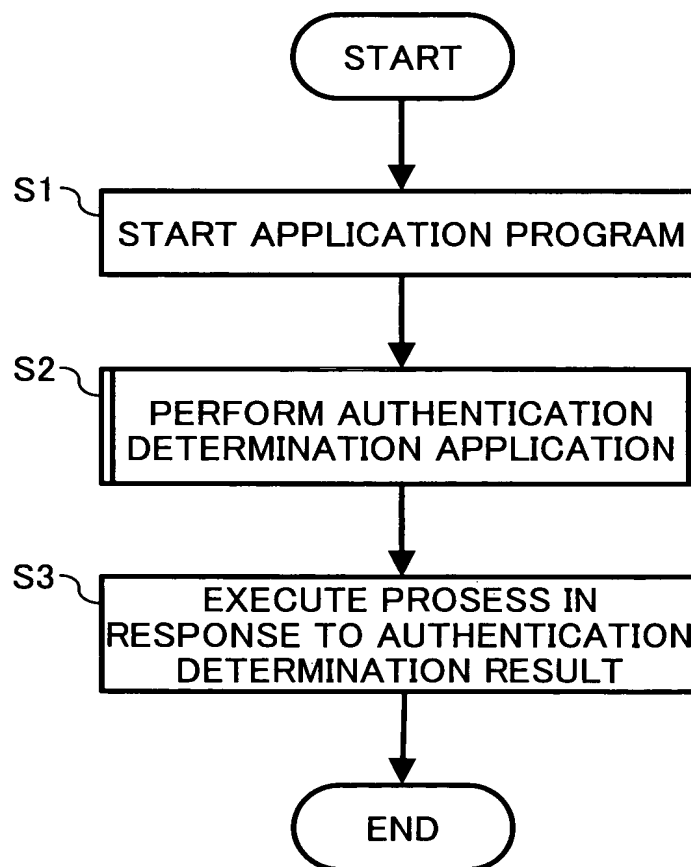 START
S1
START APPLICATION PROGRAM
S2
PERFORM AUTHENTICATION
DETERMINATION APPLICATION
S3
EXECUTE PROSESS IN
RESPONSE TO AUTHENTICATION
DETERMINATION RESULT
END